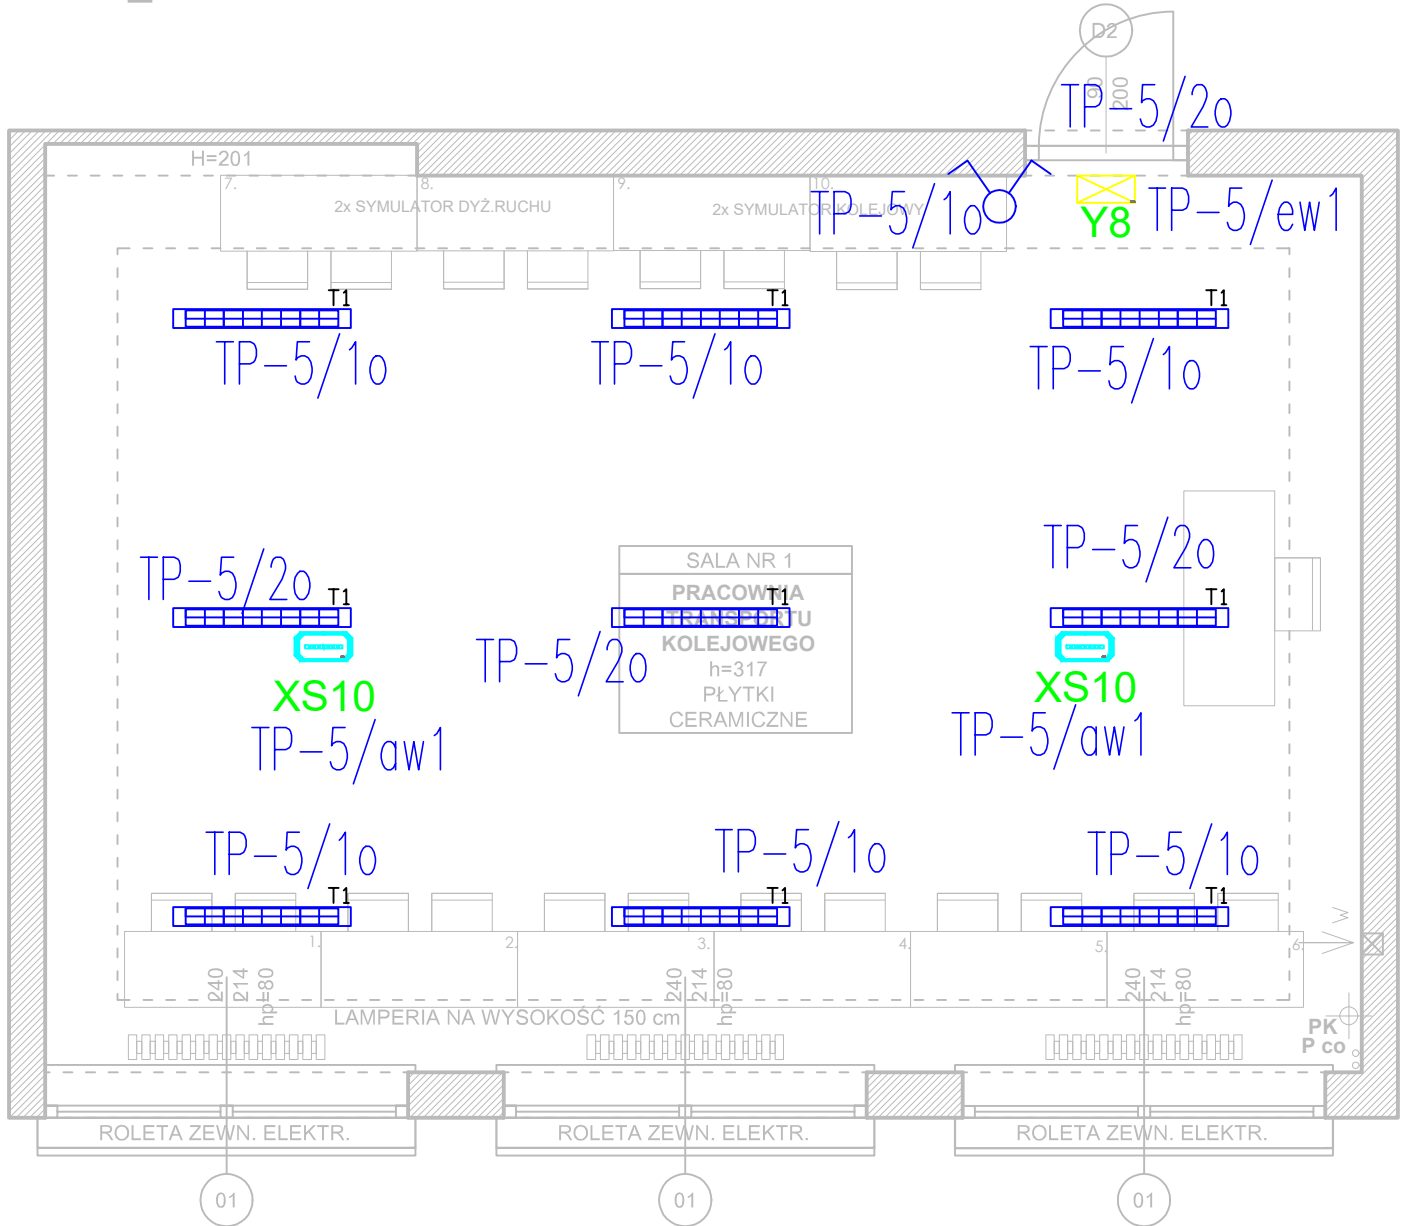 D2
90
200
TP-5/2o
H=201
7.
8.
9.
10.
2x SYMULATOR DYŻ.RUCHU
2x SYMULATOR KOLEJOWY
TP-5/1o
Y8
TP-5/ew1
T1
T1
T1
TP-5/1o
TP-5/1o
TP-5/1o
TP-5/2o
TP-5/2o
SALA NR 1
PRACOWNIA
TRANSPORTU
KOLEJOWEGO
h=317
PŁYTKI
CERAMICZNE
T1
T1
T1
TP-5/2o
XS10
XS10
TP-5/aw1
TP-5/aw1
TP-5/1o
TP-5/1o
TP-5/1o
T1
T1
T1
1.
2.
3.
4.
5.
6.
W
240
214
hp=80
240
214
hp=80
240
214
hp=80
LAMPERIA NA WYSOKOŚĆ 150 cm
PK
P co
ROLETA ZEWN. ELEKTR.
ROLETA ZEWN. ELEKTR.
ROLETA ZEWN. ELEKTR.
01
01
01